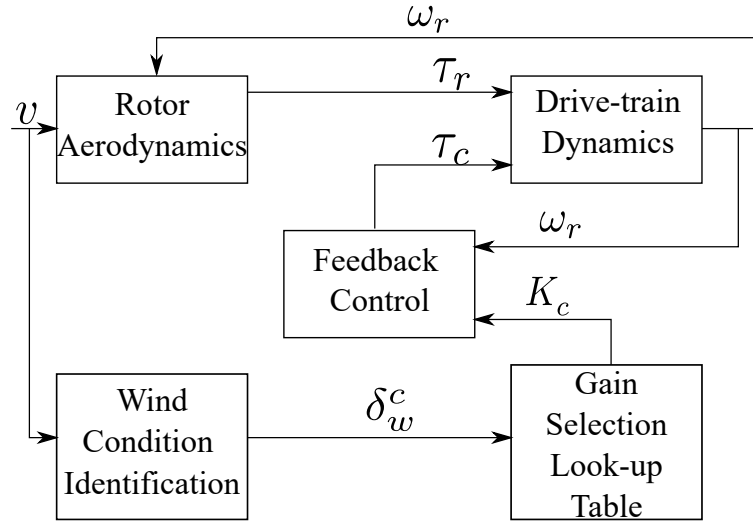 ω_r
v
Rotor
Aerodynamics
τ_r
Drive-train
Dynamics
τ_c
ω_r
Feedback
Control
K_c
Wind
Condition
Identification
δ_w^c
Gain
Selection
Look-up
Table